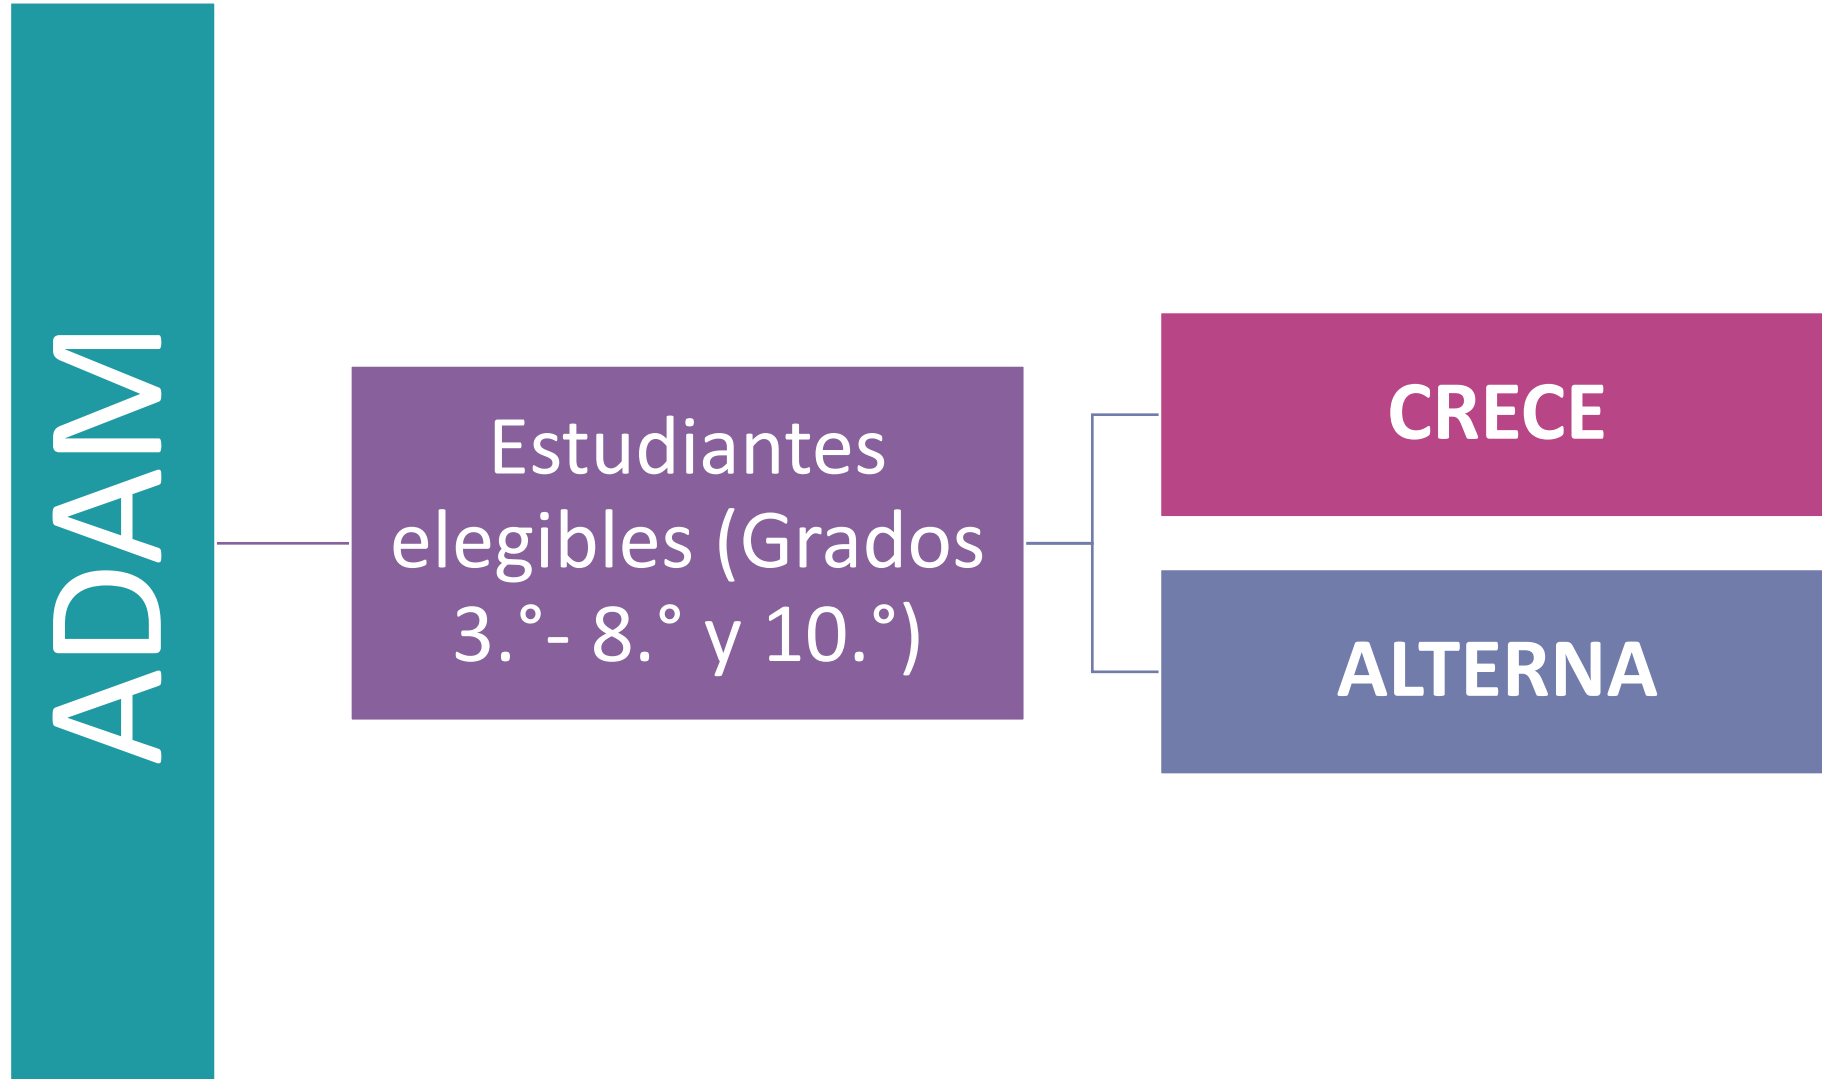 ADAM
Estudiantes
elegibles (Grados
3.°- 8.° y 10.°)
CRECE
ALTERNA